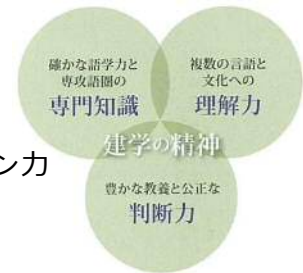 確かな語学力と
専攻語圏の
専門知識
複数の言語と
文化への
理解力
建学の精神
ン力
豊かな教養と公正な
判断力